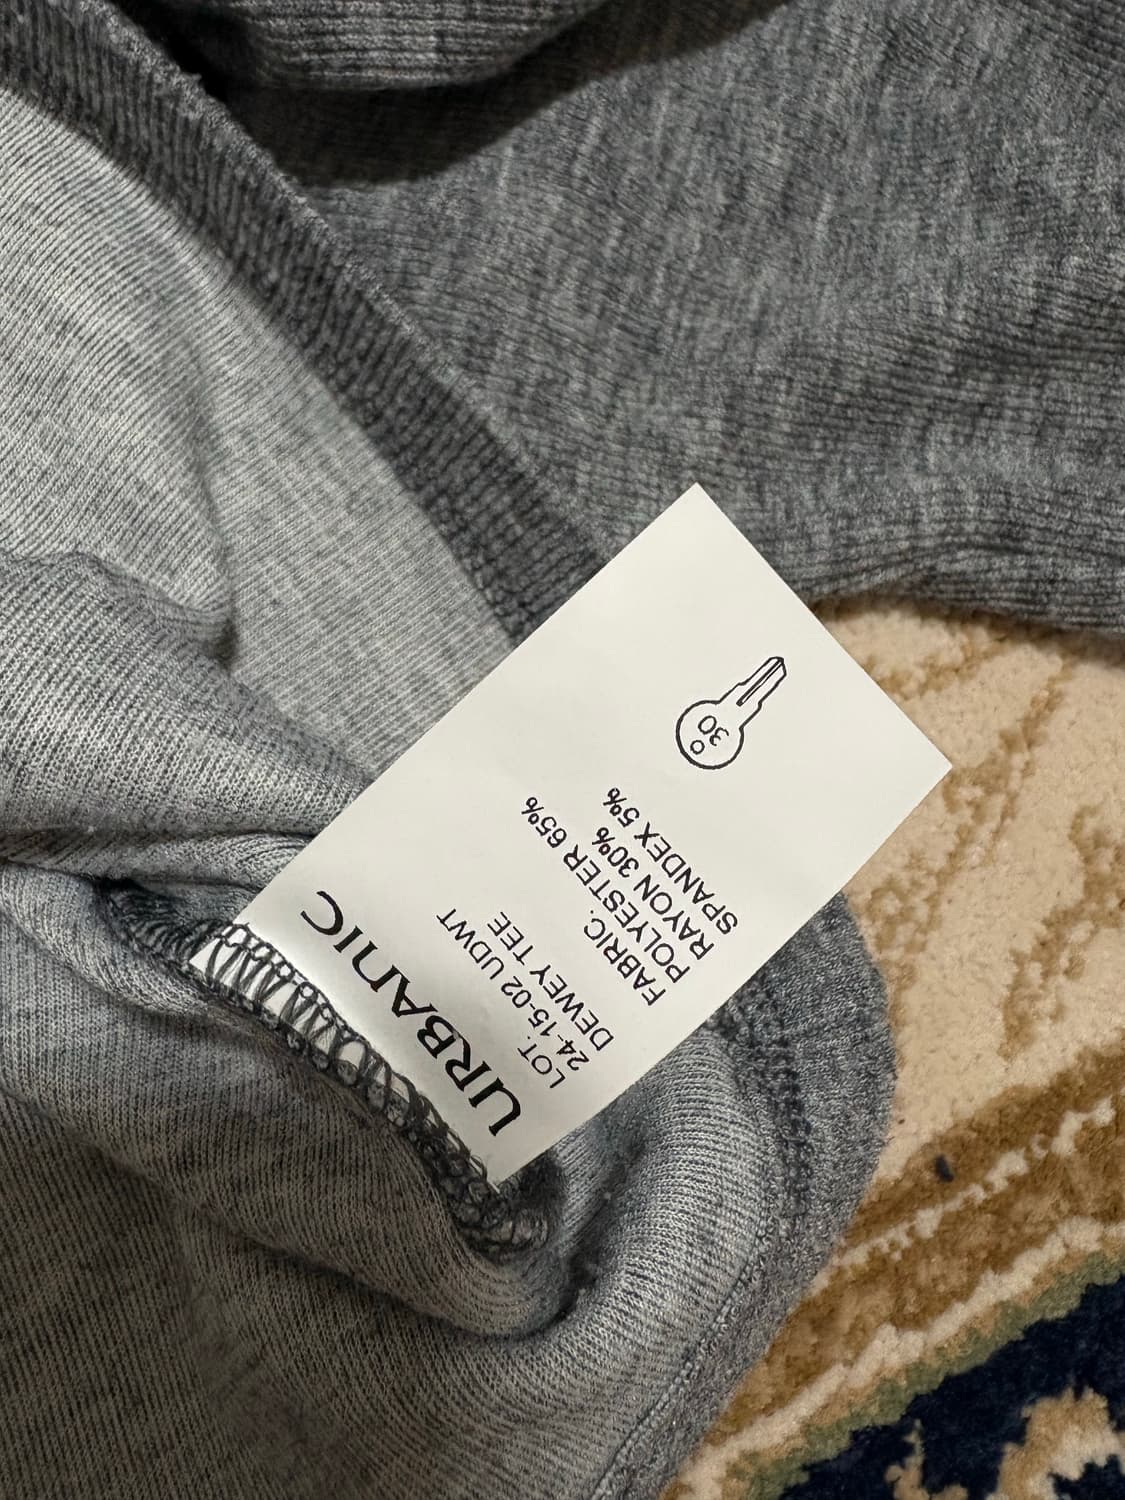 URBANIC
LOT.
24-15-02 UDWT
DEWEY TEE
FABRIC.
POLYESTER 65%
RAYON 30%
SPANDEX 5%
30